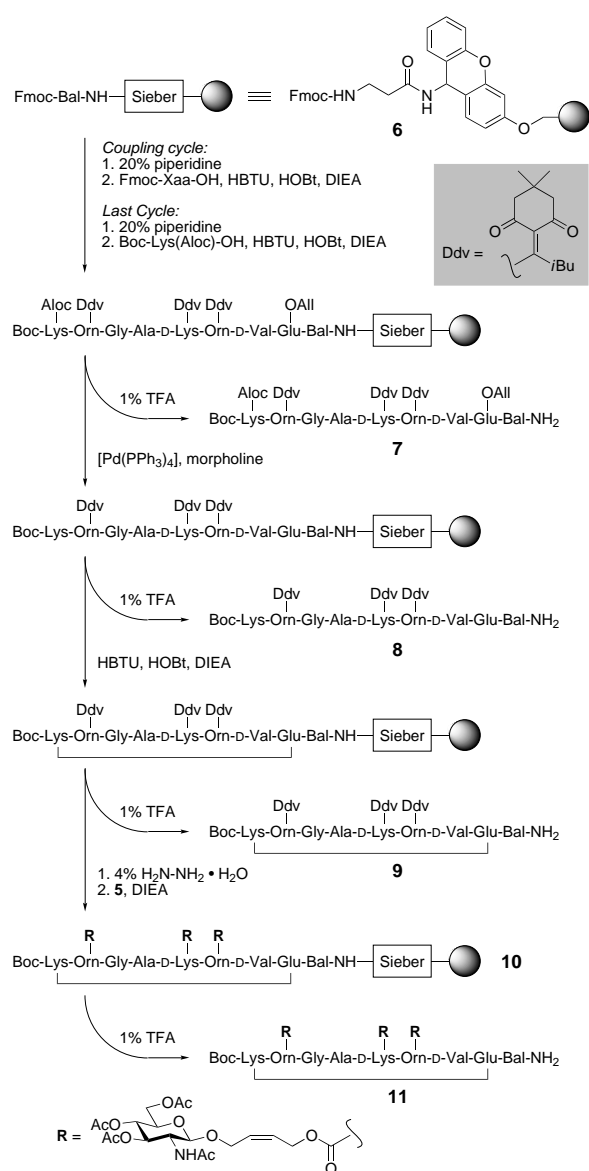 Fmoc-Bal-NH Sieber ≡ Fmoc-HN O N H O O
6
Coupling cycle:
1. 20% piperidine
2. Fmoc-Xaa-OH, HBTU, HOBt, DIEA
Last Cycle:
1. 20% piperidine
2. Boc-Lys(Aloc)-OH, HBTU, HOBt, DIEA
Ddv = O O iBu
Aloc Ddv Ddv Ddv OAll
Boc-Lys-Orn-Gly-Ala-D-Lys-Orn-D-Val-Glu-Bal-NH Sieber
1% TFA
Aloc Ddv Ddv Ddv OAll
Boc-Lys-Orn-Gly-Ala-D-Lys-Orn-D-Val-Glu-Bal-NH₂
7
[Pd(PPh₃)₄], morpholine
Ddv Ddv Ddv
Boc-Lys-Orn-Gly-Ala-D-Lys-Orn-D-Val-Glu-Bal-NH Sieber
1% TFA
Ddv Ddv Ddv
Boc-Lys-Orn-Gly-Ala-D-Lys-Orn-D-Val-Glu-Bal-NH₂
8
HBTU, HOBt, DIEA
Ddv Ddv Ddv
Boc-Lys-Orn-Gly-Ala-D-Lys-Orn-D-Val-Glu-Bal-NH Sieber
1% TFA
Ddv Ddv Ddv
Boc-Lys-Orn-Gly-Ala-D-Lys-Orn-D-Val-Glu-Bal-NH₂
9
1. 4% H₂N-NH₂ • H₂O
2. 5, DIEA
R R R
Boc-Lys-Orn-Gly-Ala-D-Lys-Orn-D-Val-Glu-Bal-NH Sieber 10
1% TFA
R R R
Boc-Lys-Orn-Gly-Ala-D-Lys-Orn-D-Val-Glu-Bal-NH₂
11
R = OAc AcO AcO O NHAc O O O